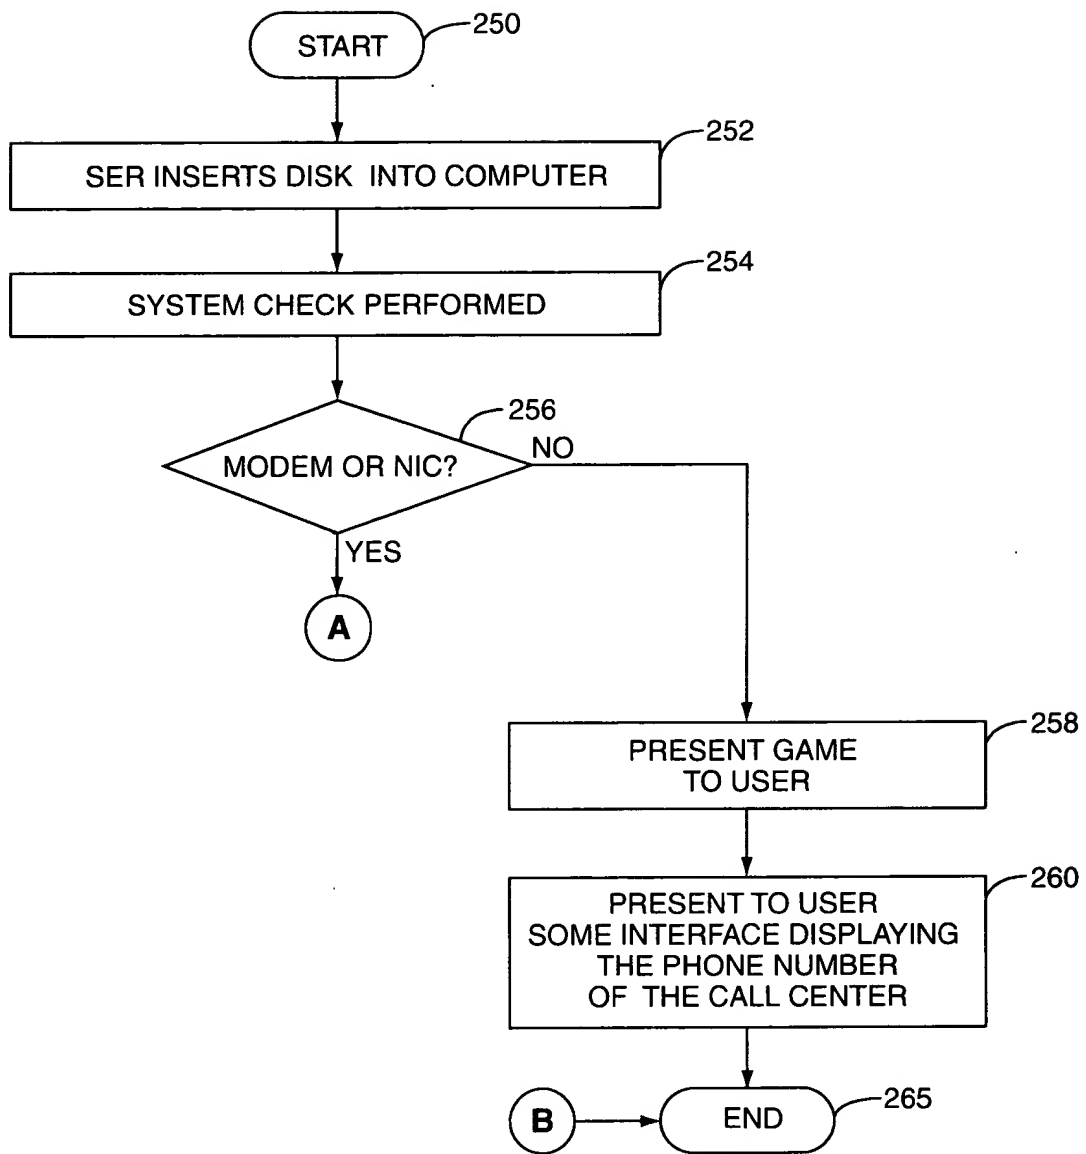 START
250
252
SER INSERTS DISK INTO COMPUTER
254
SYSTEM CHECK PERFORMED
256
MODEM OR NIC?
NO
YES
A
258
PRESENT GAME
TO USER
260
PRESENT TO USER
SOME INTERFACE DISPLAYING
THE PHONE NUMBER
OF THE CALL CENTER
B
END
265